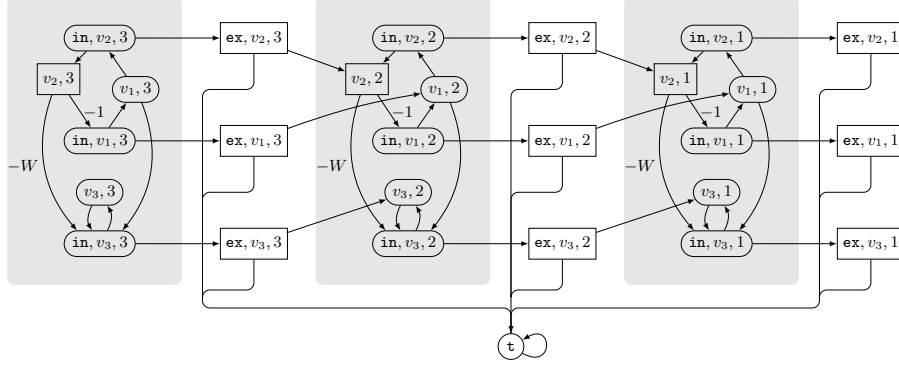 in, v₂, 3
ex, v₂, 3
in, v₂, 2
ex, v₂, 2
in, v₂, 1
ex, v₂, 1
v₂, 3
v₁, 3
v₂, 2
v₁, 2
v₂, 1
v₁, 1
−1
−1
−1
in, v₁, 3
ex, v₁, 3
in, v₁, 2
ex, v₁, 2
in, v₁, 1
ex, v₁, 1
−W
−W
−W
v₃, 3
v₃, 2
v₃, 1
in, v₃, 3
ex, v₃, 3
in, v₃, 2
ex, v₃, 2
in, v₃, 1
ex, v₃, 1
t